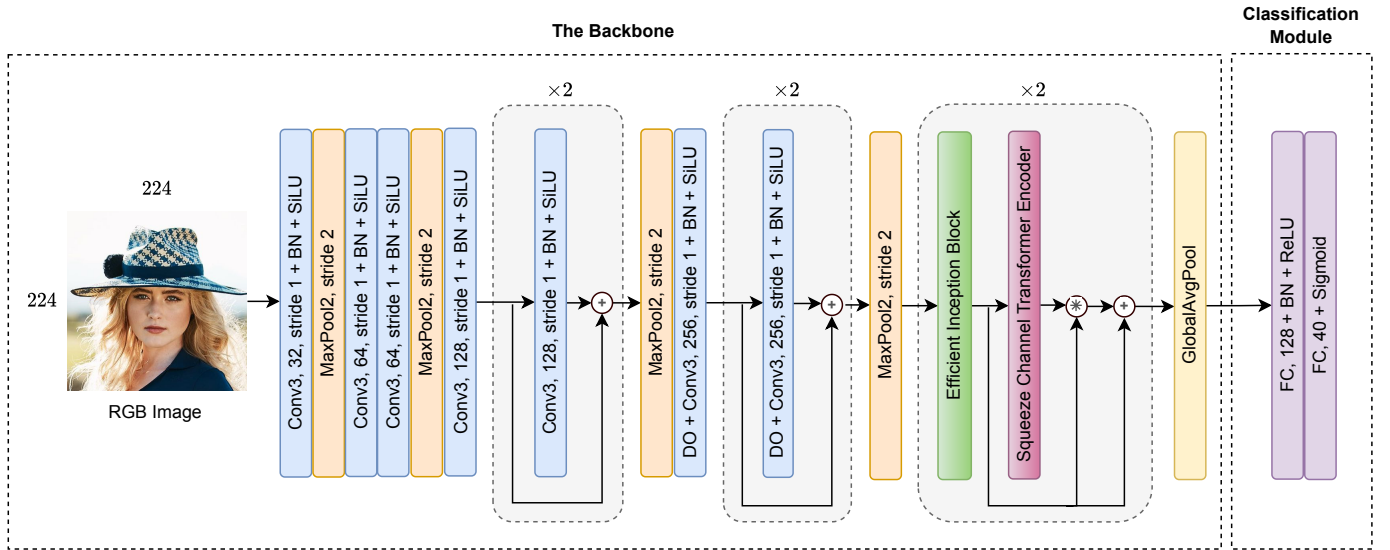 The Backbone
Classification
Module
×2
×2
×2
224
224
RGB Image
Conv3, 32, stride 1 + BN + SiLU
MaxPool2, stride 2
Conv3, 64, stride 1 + BN + SiLU
Conv3, 64, stride 1 + BN + SiLU
MaxPool2, stride 2
Conv3, 128, stride 1 + BN + SiLU
Conv3, 128, stride 1 + BN + SiLU
+
MaxPool2, stride 2
DO + Conv3, 256, stride 1 + BN + SiLU
DO + Conv3, 256, stride 1 + BN + SiLU
+
MaxPool2, stride 2
Efficient Inception Block
Squeeze Channel Transformer Encoder
*
+
GlobalAvgPool
FC, 128 + BN + ReLU
FC, 40 + Sigmoid